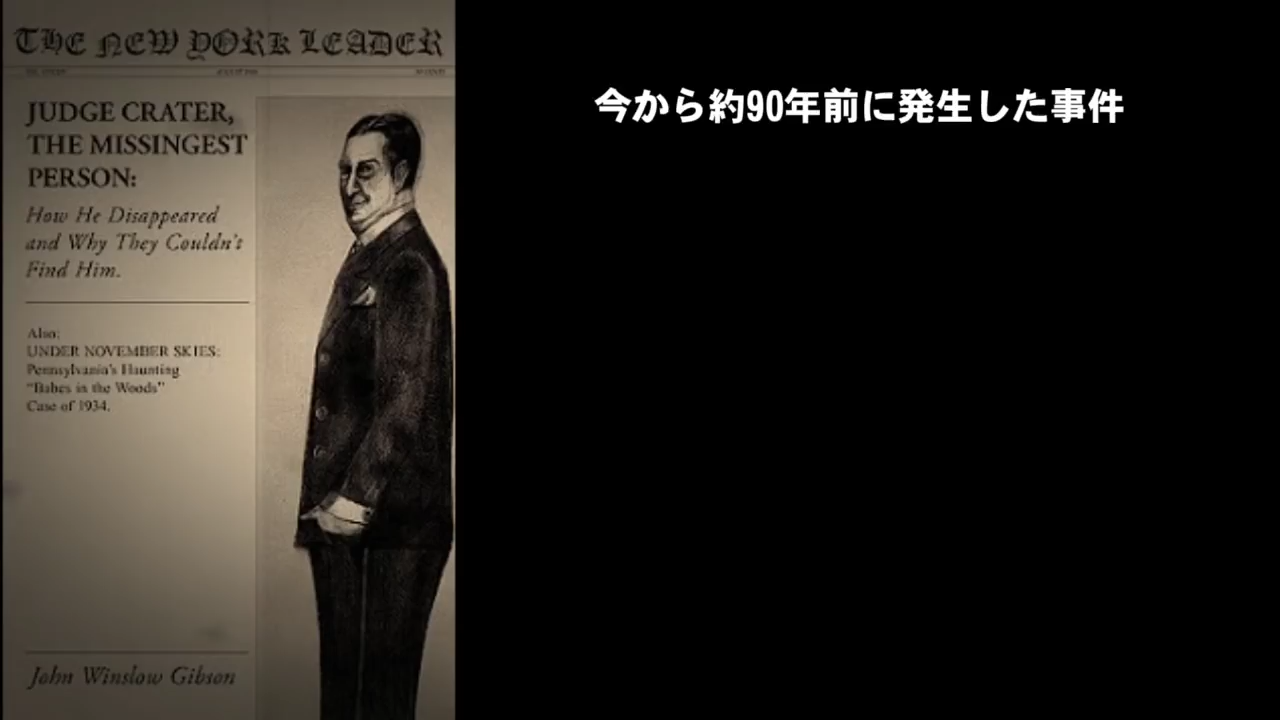 THE NEW YORK LEADER
JUDGE CRATER,
THE MISSINGEST
PERSON:
How He Disappeared
and Why They Couldn't
Find Him.
Also:
UNDER NOVEMBER SKIES:
Pennsylvania's Haunting
"Babes in the Woods"
Case of 1934.
John Winslow Gibson
今から約90年前に発生した事件